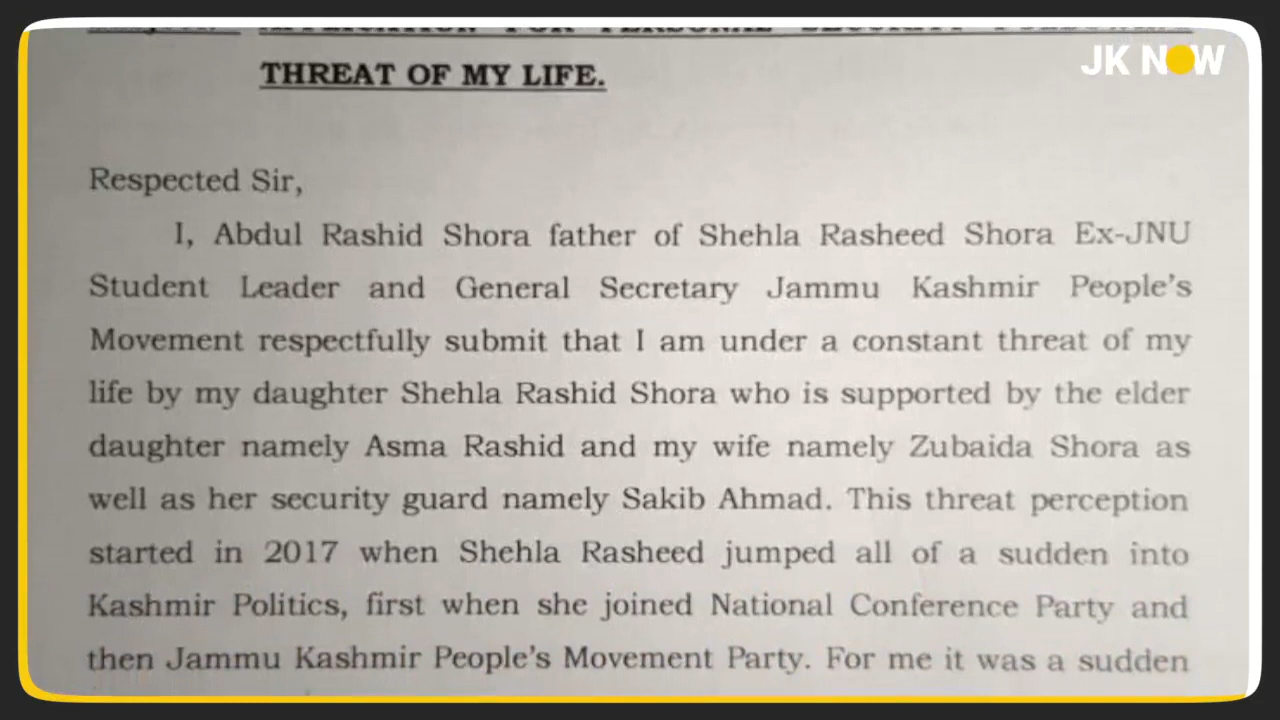 APPLICATION FOR PERSONAL SECURITY
THREAT OF MY LIFE.
JK NOW
Respected Sir,
I, Abdul Rashid Shora father of Shehla Rasheed Shora Ex-JNU
Student Leader and General Secretary Jammu Kashmir People's
Movement respectfully submit that I am under a constant threat of my
life by my daughter Shehla Rashid Shora who is supported by the elder
daughter namely Asma Rashid and my wife namely Zubaida Shora as
well as her security guard namely Sakib Ahmad. This threat perception
started in 2017 when Shehla Rasheed jumped all of a sudden into
Kashmir Politics, first when she joined National Conference Party and
then Jammu Kashmir People's Movement Party. For me it was a sudden